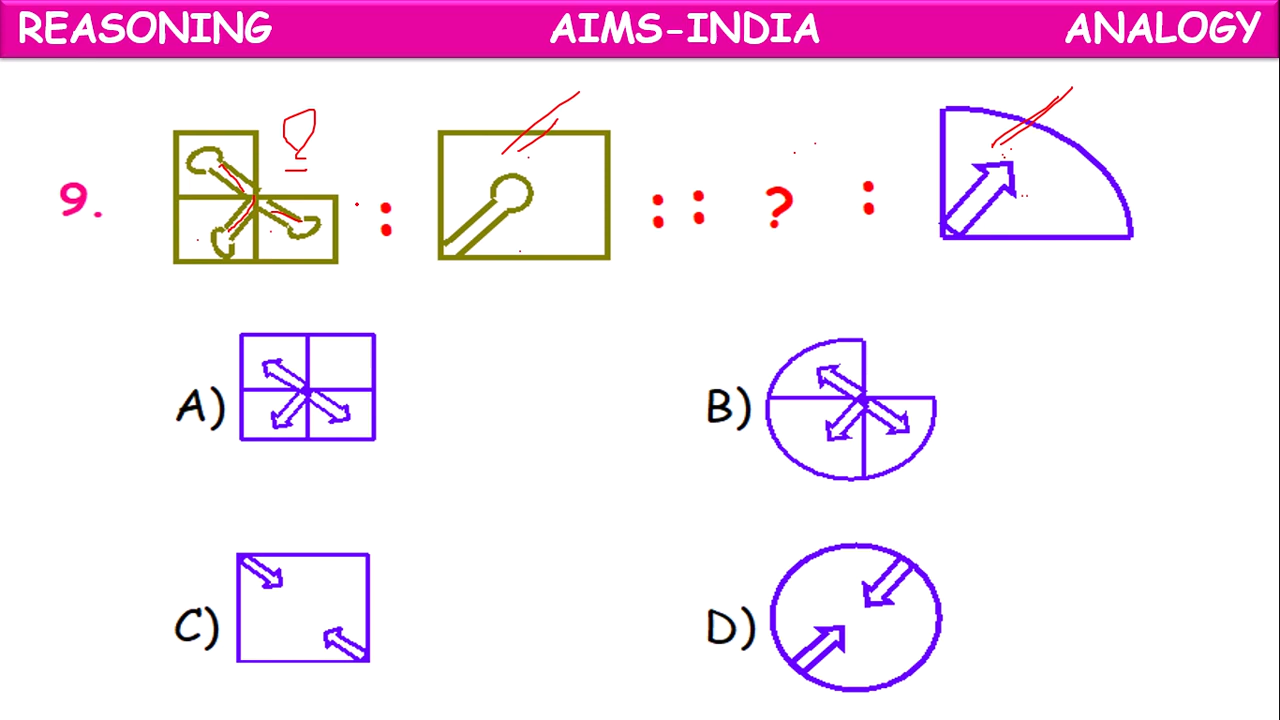 REASONING AIMS-INDIA ANALOGY
9. : :: ? :
A) B)
C) D)